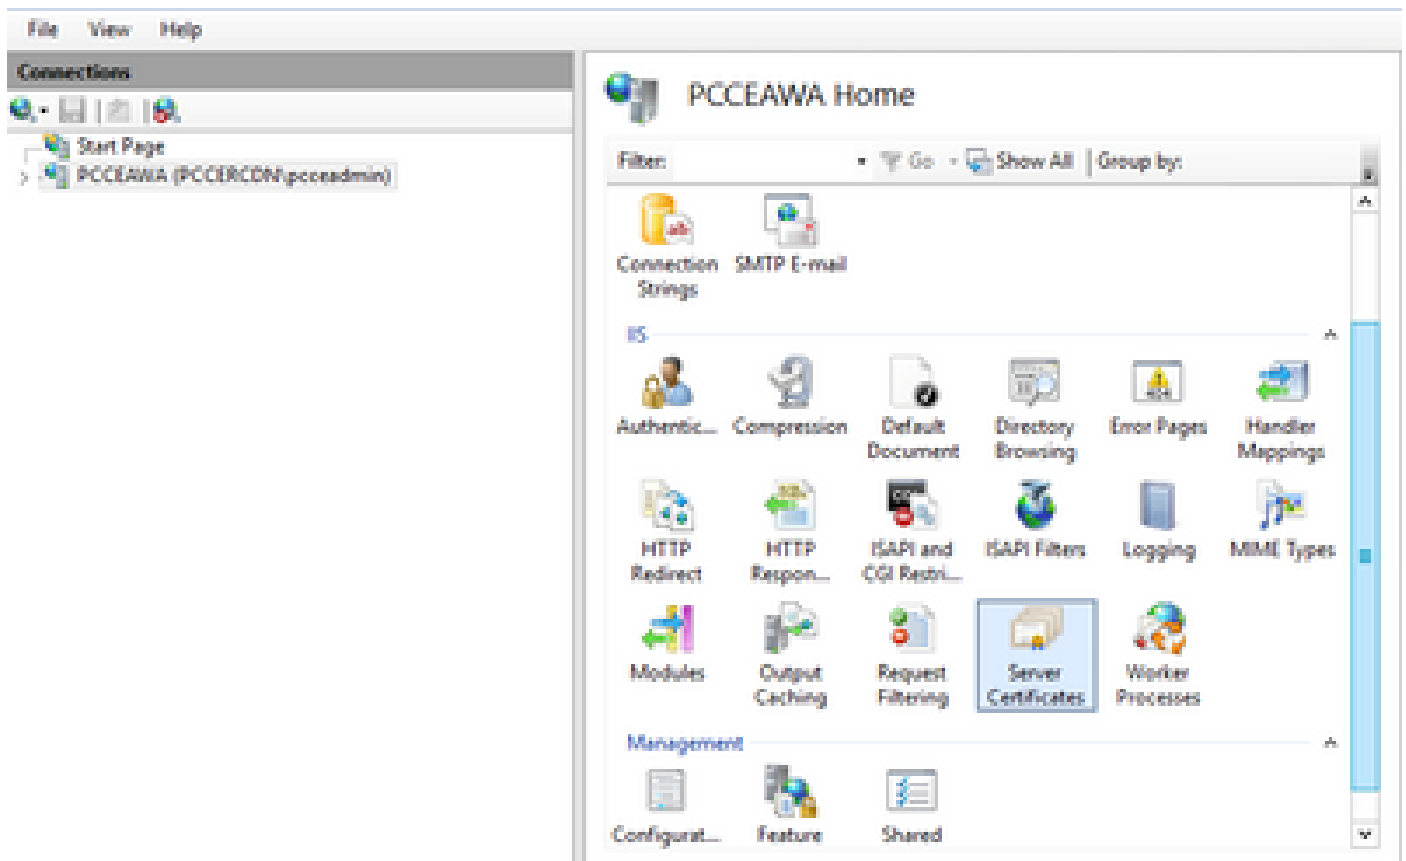 File View Help
Connections
PCCEAWA Home
Start Page
PCCEAWA (PCCERCDN\pcceadmin)
Filter: Go Show All Group by:
Connection Strings
SMTP E-mail
IIS
Authentic...
Compression
Default Document
Directory Browsing
Error Pages
Handler Mappings
HTTP Redirect
HTTP Respon...
ISAPI and CGI Restri...
ISAPI Filters
Logging
MIME Types
Modules
Output Caching
Request Filtering
Server Certificates
Worker Processes
Management
Configurat...
Feature
Shared